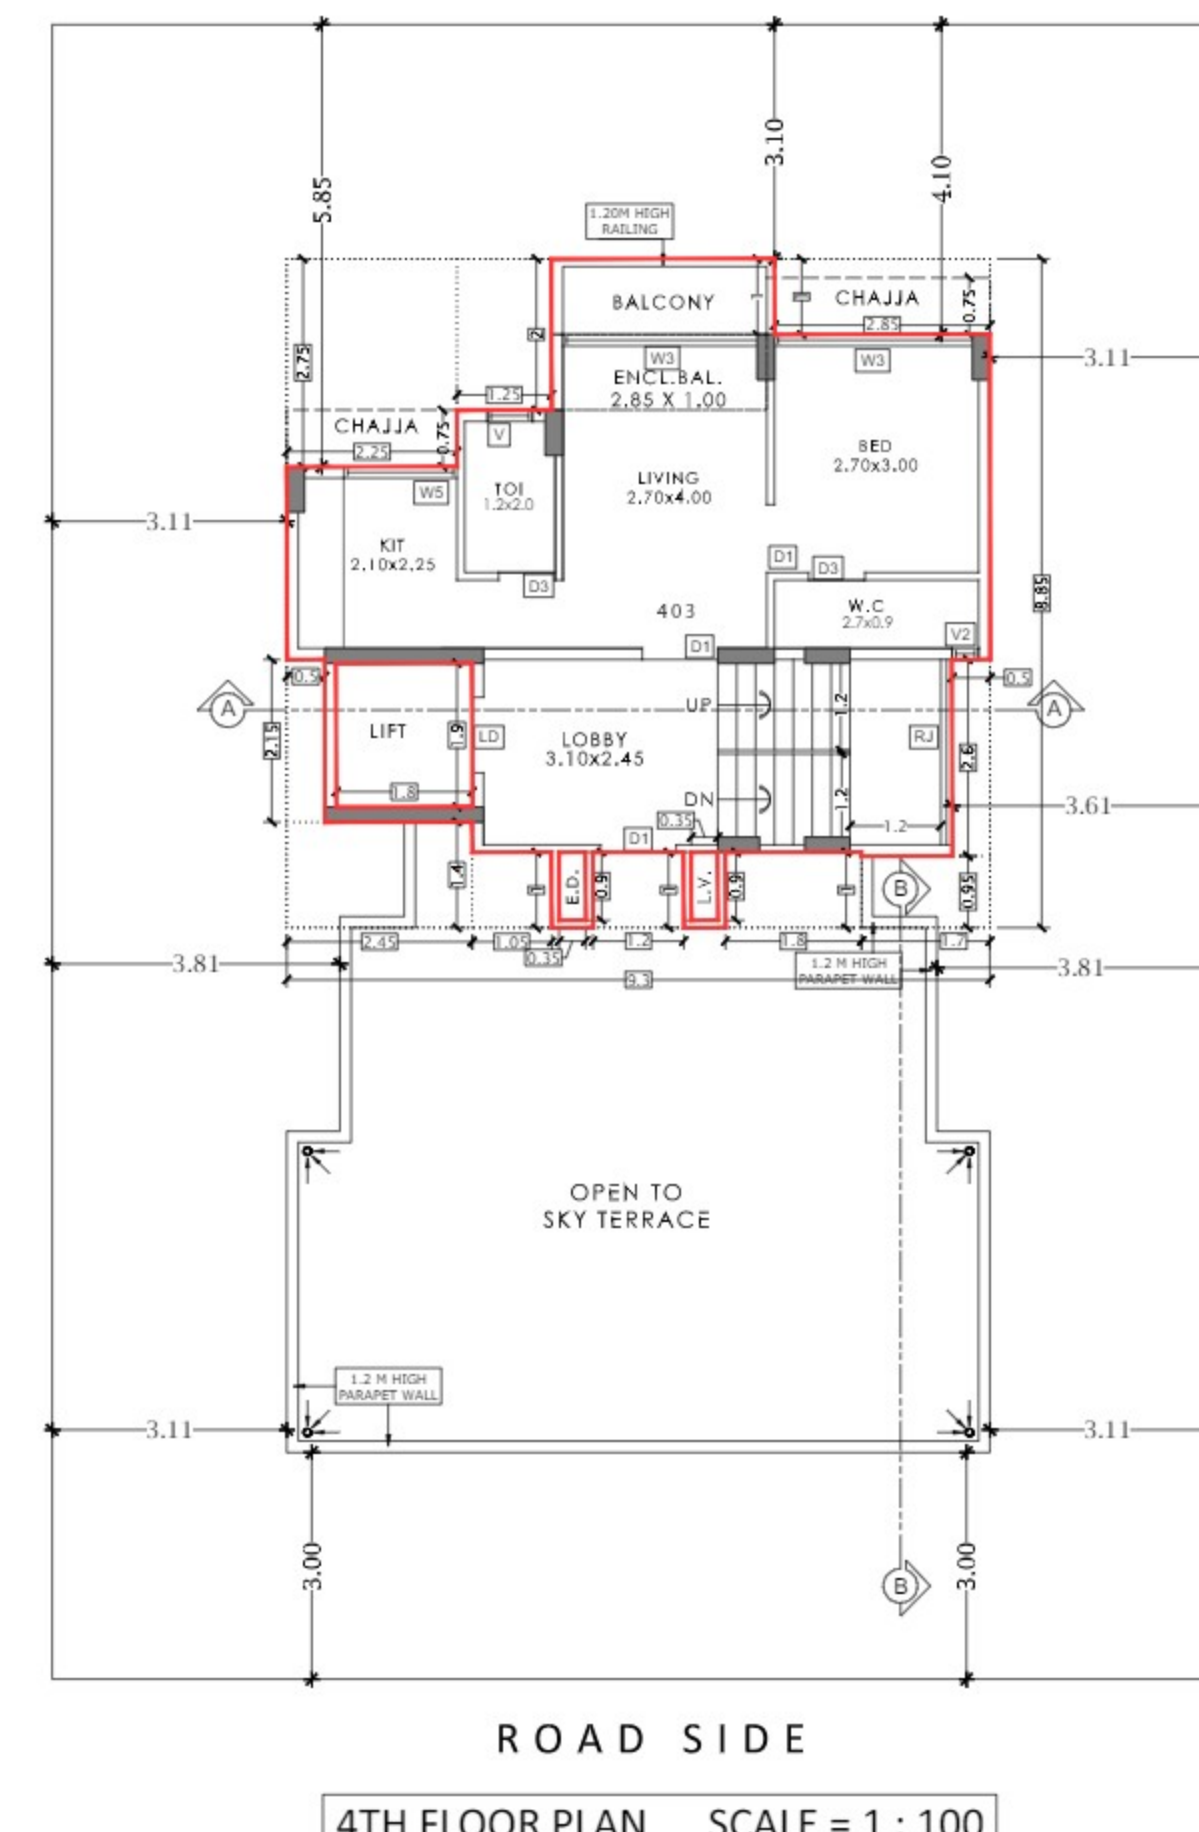 3.10
4.10
5.85
1.20M HIGH
RAILING
BALCONY
1
1
CHAJJA
0.75
2.85
2
2.75
W3
W3
3.11
ENCL.BAL.
2.85 X 1.00
1.25
CHAJJA
0.75
2.25
V
BED
2.70x3.00
LIVING
2.70x4.00
W5
TOI
1.2x2.0
3.11
KIT
2.10x2.25
D1
D3
D3
8.85
403
W.C
2.7x0.9
V2
D1
0.5
0.5
A
A
UP
1.2
LIFT
1.9
LD
LOBBY
3.10x2.45
RJ
2.15
2.6
1.8
DN
1.2
3.61
0.35
1.2
D1
1.4
1
E.D.
0.9
1
L.V.
0.9
1
B
0.95
2.45
1.05
0.35
1.2
1.8
1.7
3.81
1.2 M HIGH
PARAPET WALL
3.81
9.3
OPEN TO
SKY TERRACE
1.2 M HIGH
PARAPET WALL
3.11
3.11
3.00
B
3.00
ROAD SIDE
4TH FLOOR PLAN SCALE = 1 : 100